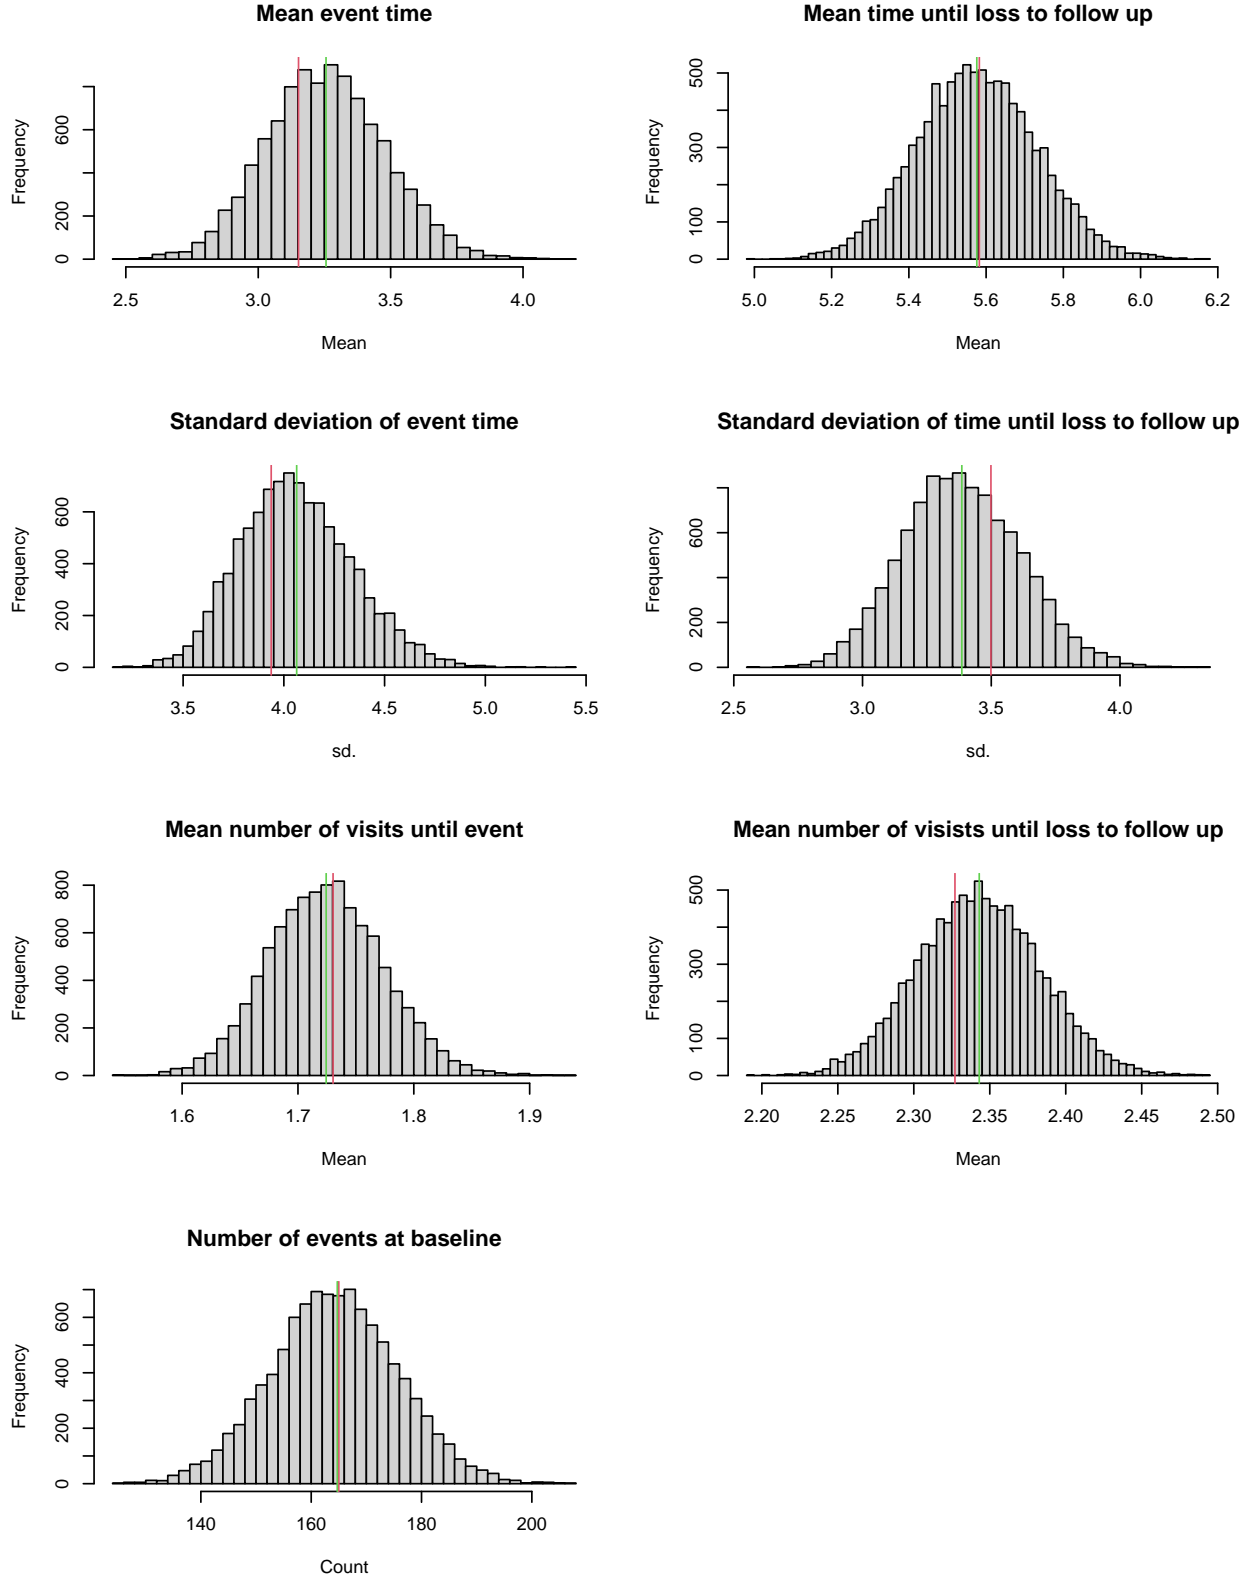 Mean event time
Frequency
0 200 600
2.5 3.0 3.5 4.0
Mean
Mean time until loss to follow up
Frequency
0 100 300 500
5.0 5.2 5.4 5.6 5.8 6.0 6.2
Mean
Standard deviation of event time
Frequency
0 200 400 600
3.5 4.0 4.5 5.0 5.5
sd.
Standard deviation of time until loss to follow up
Frequency
0 200 600
2.5 3.0 3.5 4.0
sd.
Mean number of visits until event
Frequency
0 200 400 600 800
1.6 1.7 1.8 1.9
Mean
Mean number of visists until loss to follow up
Frequency
0 100 300 500
2.20 2.25 2.30 2.35 2.40 2.45 2.50
Mean
Number of events at baseline
Frequency
0 200 400 600
140 160 180 200
Count